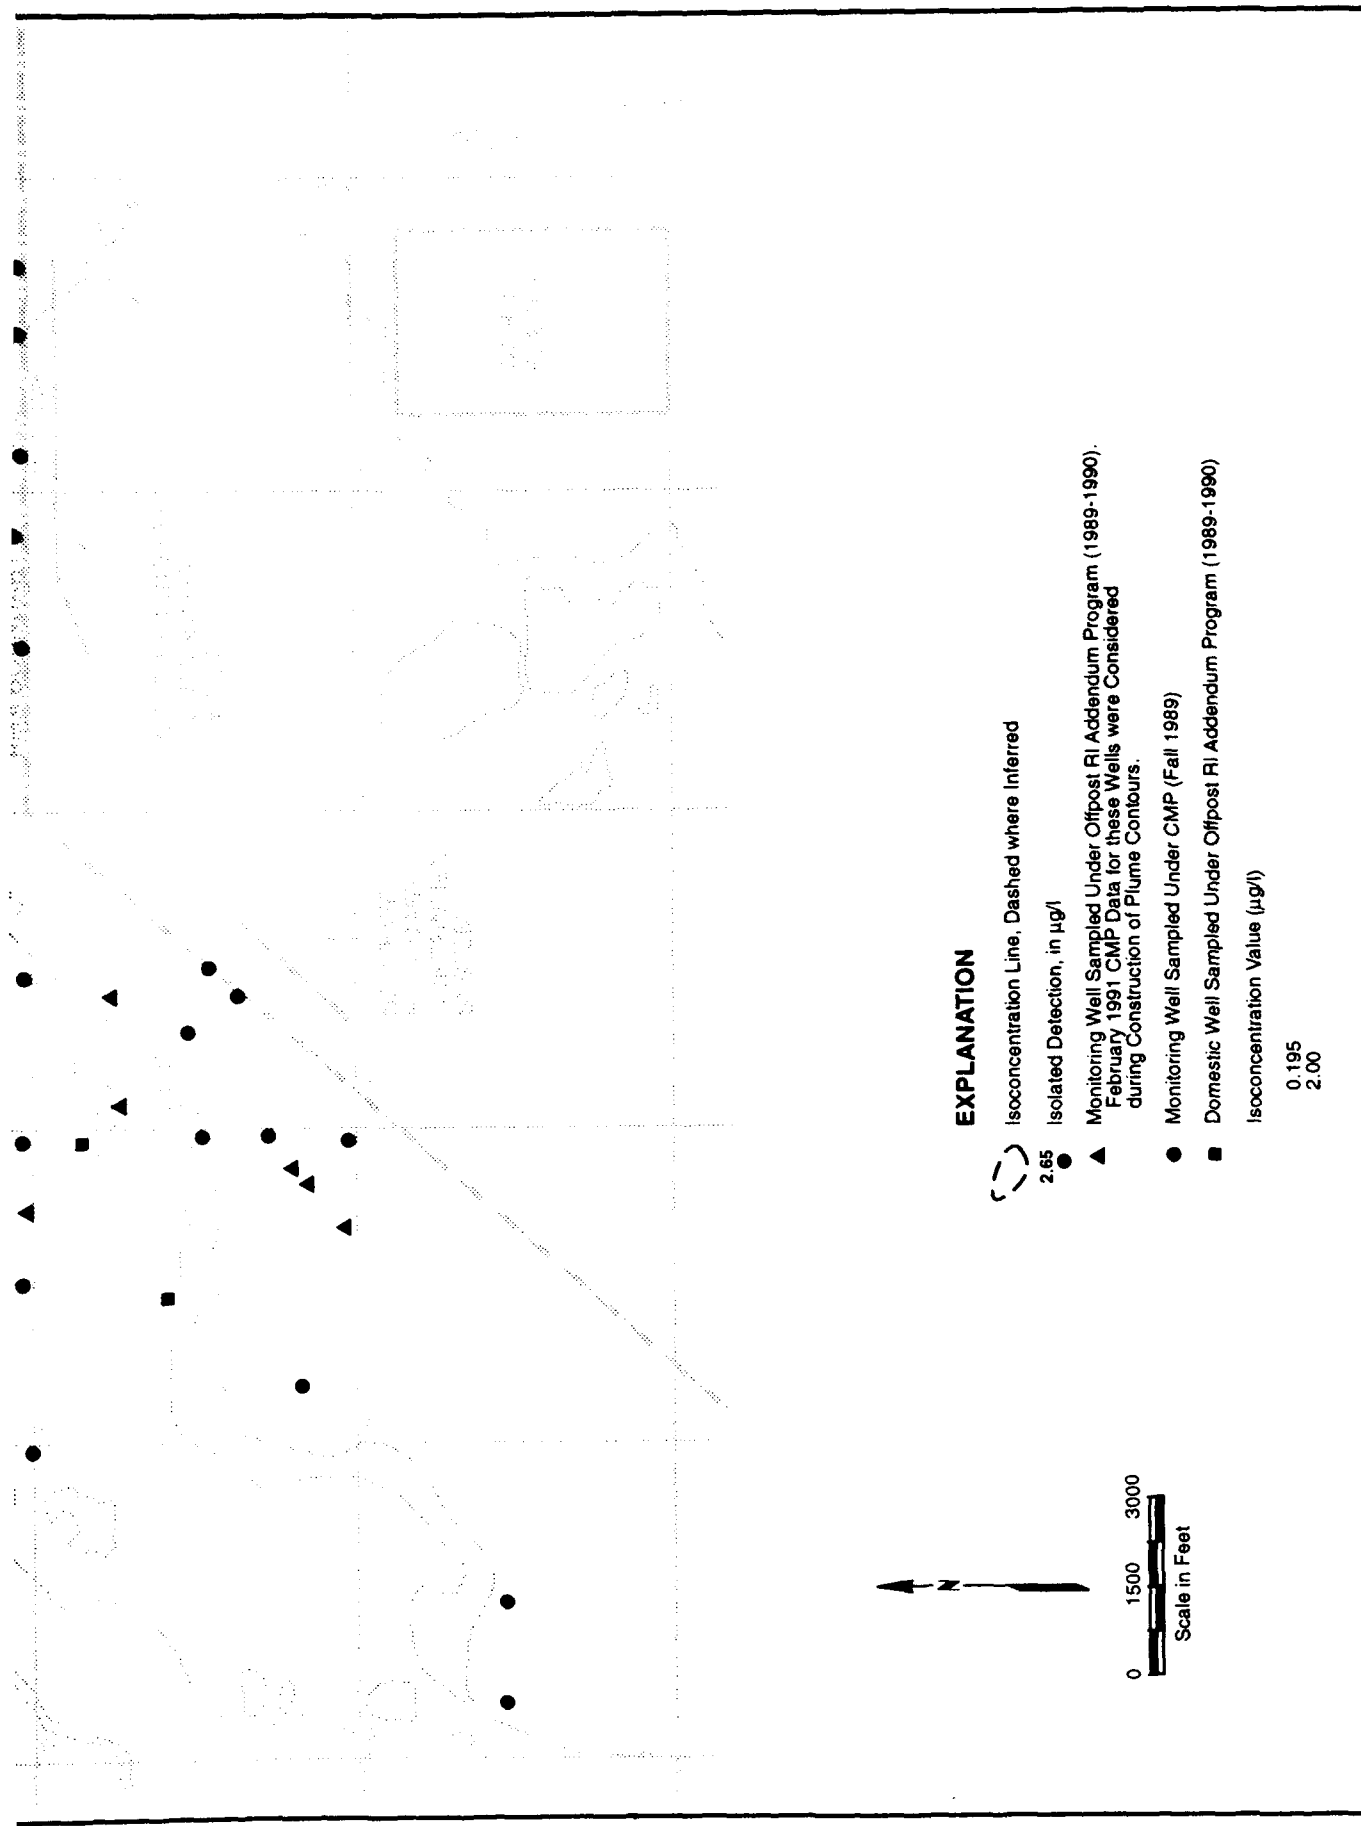 EXPLANATION
Isoconcentration Line, Dashed where Inferred
2.65
Isolated Detection, in µg/l
Monitoring Well Sampled Under Offpost RI Addendum Program (1989-1990).
February 1991 CMP Data for these Wells were Considered
during Construction of Plume Contours.
Monitoring Well Sampled Under CMP (Fall 1989)
Domestic Well Sampled Under Offpost RI Addendum Program (1989-1990)
Isoconcentration Value (µg/l)
0.195
2.00
N
0 1500 3000
Scale in Feet